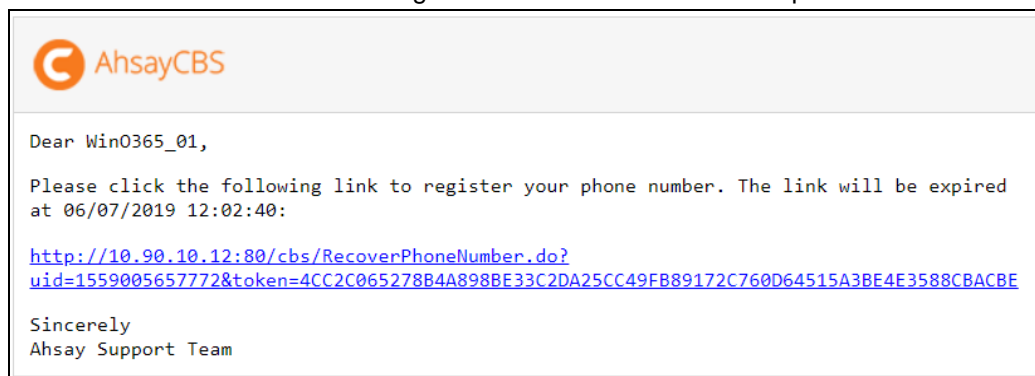 AhsayCBS
Dear WinO365_01,
Please click the following link to register your phone number. The link will be expired
at 06/07/2019 12:02:40:
http://10.90.10.12:80/cbs/RecoverPhoneNumber.do?
uid=1559005657772&token=4CC2C065278B4A898BE33C2DA25CC49FB89172C760D64515A3BE4E3588CBACBE
Sincerely
Ahsay Support Team